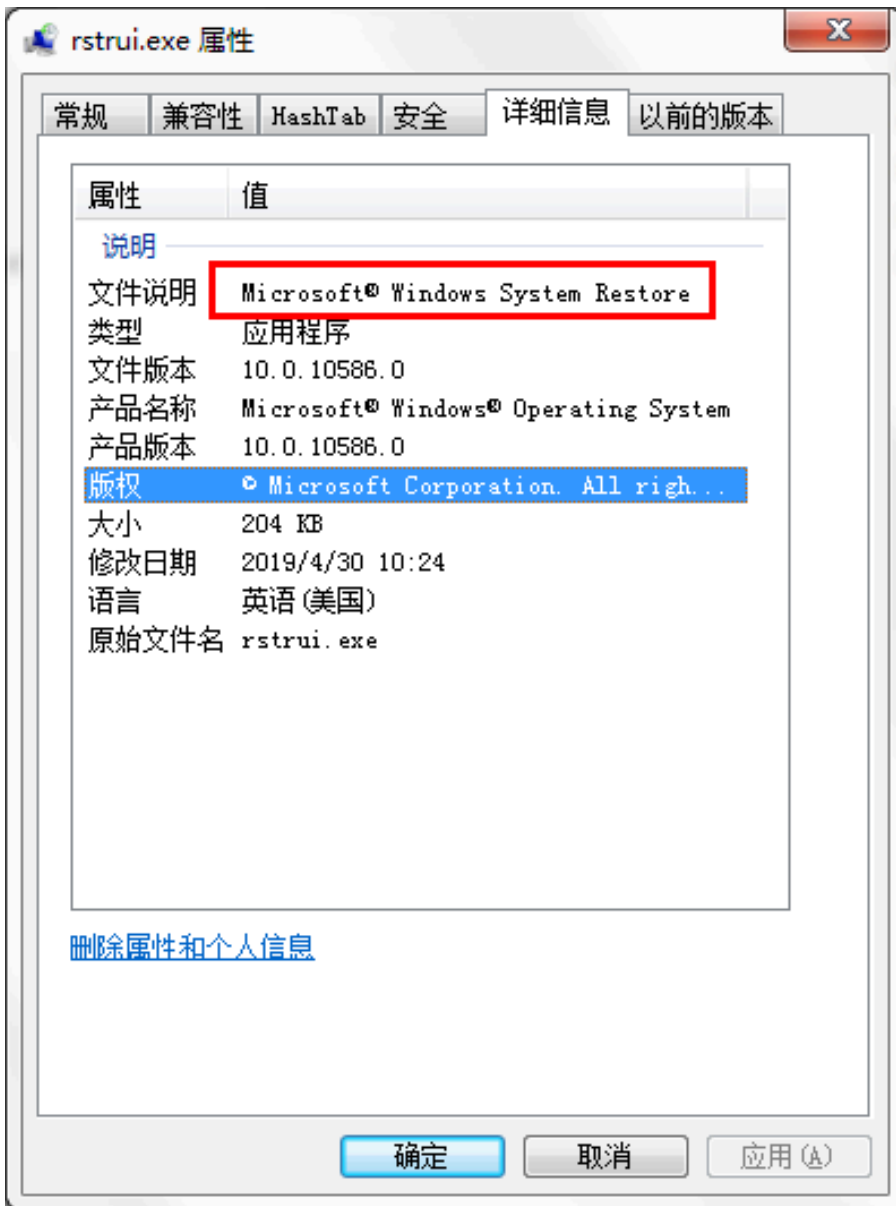 rstrui.exe 属性
常规 兼容性 HashTab 安全 详细信息 以前的版本
属性 值
说明
文件说明 Microsoft® Windows System Restore
类型 应用程序
文件版本 10.0.10586.0
产品名称 Microsoft® Windows® Operating System
产品版本 10.0.10586.0
版权 © Microsoft Corporation. All righ...
大小 204 KB
修改日期 2019/4/30 10:24
语言 英语(美国)
原始文件名 rstrui.exe
删除属性和个人信息
确定 取消 应用(A)